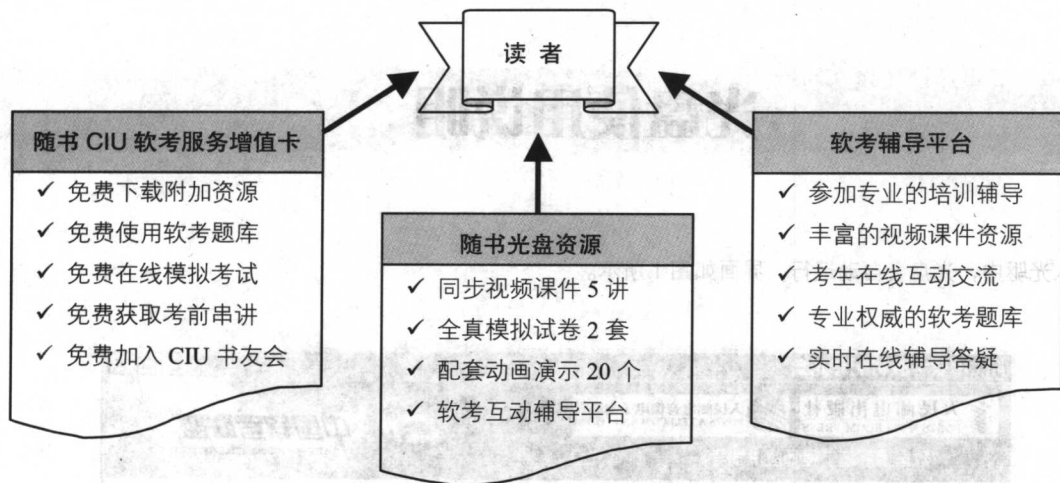 读 者
随书 CIU 软考服务增值卡
✓ 免费下载附加资源
✓ 免费使用软考题库
✓ 免费在线模拟考试
✓ 免费获取考前串讲
✓ 免费加入 CIU 书友会
随书光盘资源
✓ 同步视频课件 5 讲
✓ 全真模拟试卷 2 套
✓ 配套动画演示 20 个
✓ 软考互动辅导平台
软考辅导平台
✓ 参加专业的培训辅导
✓ 丰富的视频课件资源
✓ 考生在线互动交流
✓ 专业权威的软考题库
✓ 实时在线辅导答疑